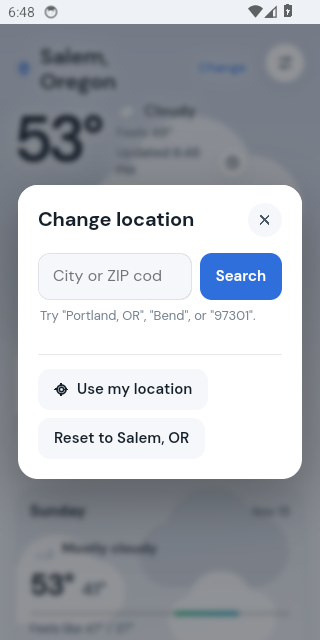 6:48
Salem,
Oregon
Change
53°
Cloudy
Change location
City or ZIP cod
Search
Try "Portland, OR", "Bend", or "97301".
Use my location
Reset to Salem, OR
Sunday
Mostly cloudy
53°